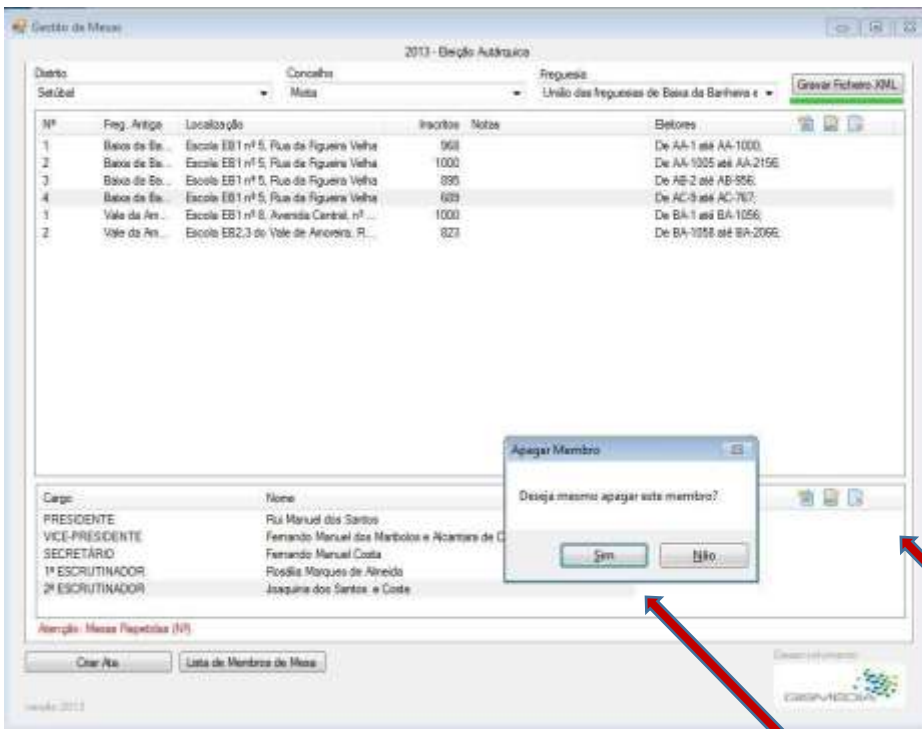 Gestão de Mesas
2013 - Eleição Autárquica
Distrito Concelho Freguesia
Setúbal Moita União das freguesias de Baixa da Banheira e Gravar Ficheiro XML
Nº Freg. Antiga Localização Inscritos Notas Eleitores
1 Baixa da Ba... Escola EB1 nº 5, Rua da Figueira Velha 968 De AA-1 até AA-1000;
2 Baixa da Ba... Escola EB1 nº 5, Rua da Figueira Velha 1000 De AA-1005 até AA-2156;
3 Baixa da Ba... Escola EB1 nº 5, Rua da Figueira Velha 895 De AB-2 até AB-956;
4 Baixa da Ba... Escola EB1 nº 5, Rua da Figueira Velha 689 De AC-9 até AC-767;
1 Vale da Am... Escola EB1 nº 8, Avenida Central, nº ... 1000 De BA-1 até BA-1056;
2 Vale da Am... Escola EB2,3 do Vale de Amoreira, R... 823 De BA-1058 até BA-2066;
Apagar Membro
Deseja mesmo apagar este membro?
Sim Não
Cargo Nome
PRESIDENTE Rui Manuel dos Santos
VICE-PRESIDENTE Fernando Manuel dos e Alcantara de C
SECRETÁRIO Fernando Manuel Costa
1º ESCRUTINADOR Rosália Marques de Almeida
2º ESCRUTINADOR Joaquina dos Santos e Costa
Atenção: Mesas Repetidas (Nº)
Criar Ata Lista de Membros de Mesa
Desenvolvimento:
GISMÉDIA
versão 2013